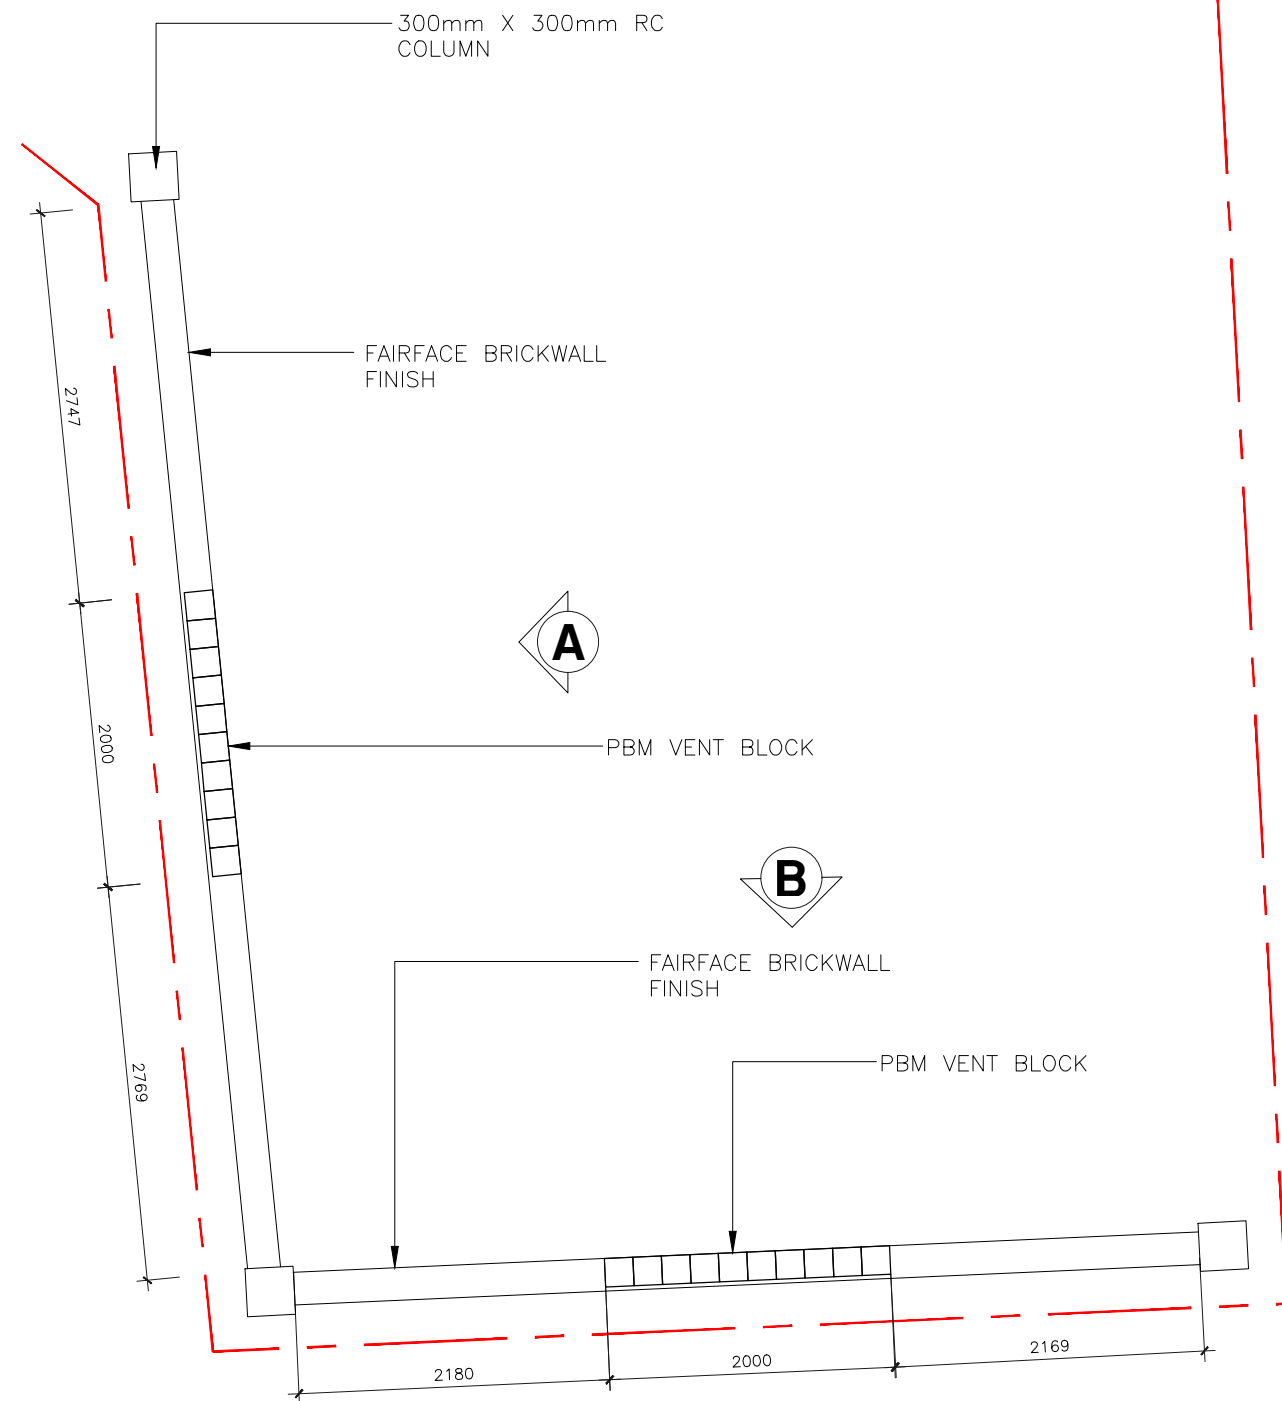 300mm X 300mm RC
COLUMN
FAIRFACE BRICKWALL
FINISH
2747
A
2000
PBM VENT BLOCK
B
FAIRFACE BRICKWALL
FINISH
PBM VENT BLOCK
2769
2180
2000
2169